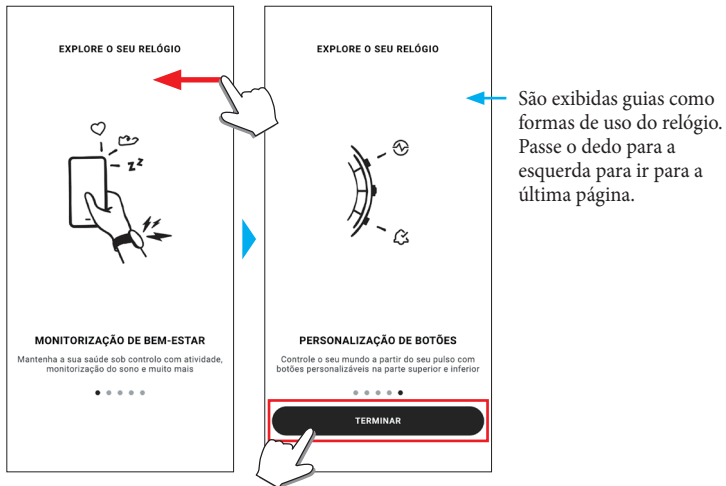 EXPLORE O SEU RELÓGIO
z z
MONITORIZAÇÃO DE BEM-ESTAR
Mantenha a sua saúde sob controlo com atividade,
monitorização do sono e muito mais
EXPLORE O SEU RELÓGIO
PERSONALIZAÇÃO DE BOTÕES
Controle o seu mundo a partir do seu pulso com
botões personalizáveis na parte superior e inferior
TERMINAR
São exibidas guias como
formas de uso do relógio.
Passe o dedo para a
esquerda para ir para a
última página.